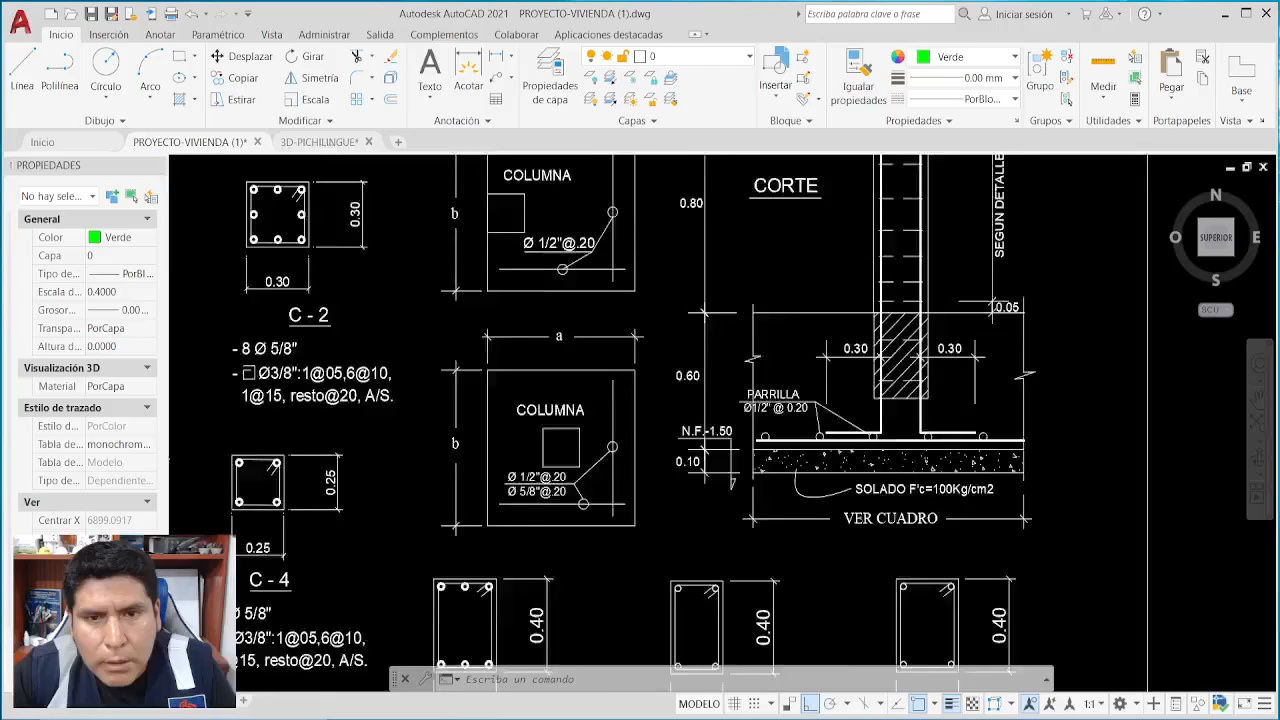 Autodesk AutoCAD 2021 PROYECTO-VIVIENDA (1).dwg
Escriba palabra clave o frase
Iniciar sesión
Inicio Inserción Anotar Paramétrico Vista Administrar Salida Complementos Colaborar Aplicaciones destacadas
Línea
Polilínea
Círculo
Arco
Desplazar
Girar
Copiar
Simetría
Estirar
Escala
Texto
Acotar
Propiedades
de capa
0
Insertar
Igualar
propiedades
Verde
0.00 mm
PorBlo...
Grupo
Medir
Pegar
Base
Dibujo
Modificar
Anotación
Capas
Bloque
Propiedades
Grupos
Utilidades
Portapapeles
Vista
Inicio
PROYECTO-VIVIENDA (1)*
3D-PICHILINGUE*
PROPIEDADES
No hay sele...
General
Color Verde
Capa 0
Tipo de... PorBl...
Escala d... 0.4000
Grosor... 0.00 ...
Transpa... PorCapa
Altura d... 0.0000
Visualización 3D
Material PorCapa
Estilo de trazado
Estilo d... PorColor
Tabla de... monochrom...
Tabla de... Modelo
Tipo de... Dependiente...
Ver
Centrar X 6899.0917
0.30
0.30
C - 2
- 8 Ø 5/8"
- Ø3/8":1@05,6@10,
1@15, resto@20, A/S.
0.25
0.25
C - 4
Ø 5/8"
Ø3/8":1@05,6@10,
@15, resto@20, A/S.
COLUMNA
b
Ø 1/2"@.20
a
COLUMNA
b
Ø 1/2"@.20
Ø 5/8"@.20
0.80
CORTE
SEGUN DETALLE
0.05
0.30
0.30
0.60
PARRILLA
Ø1/2" @ 0.20
N.F.-1.50
0.10
SOLADO F'c=100Kg/cm2
VER CUADRO
0.40
0.40
0.40
N
O
SUPERIOR
E
S
SCU
Escriba un comando
MODELO
1:1